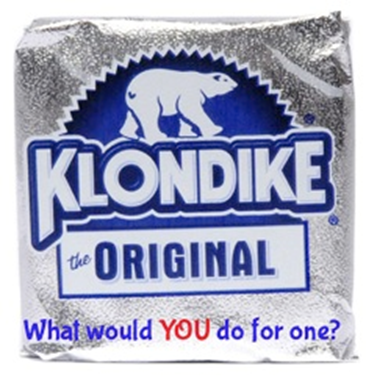 KLONDIKE
the ORIGINAL
What would YOU do for one?